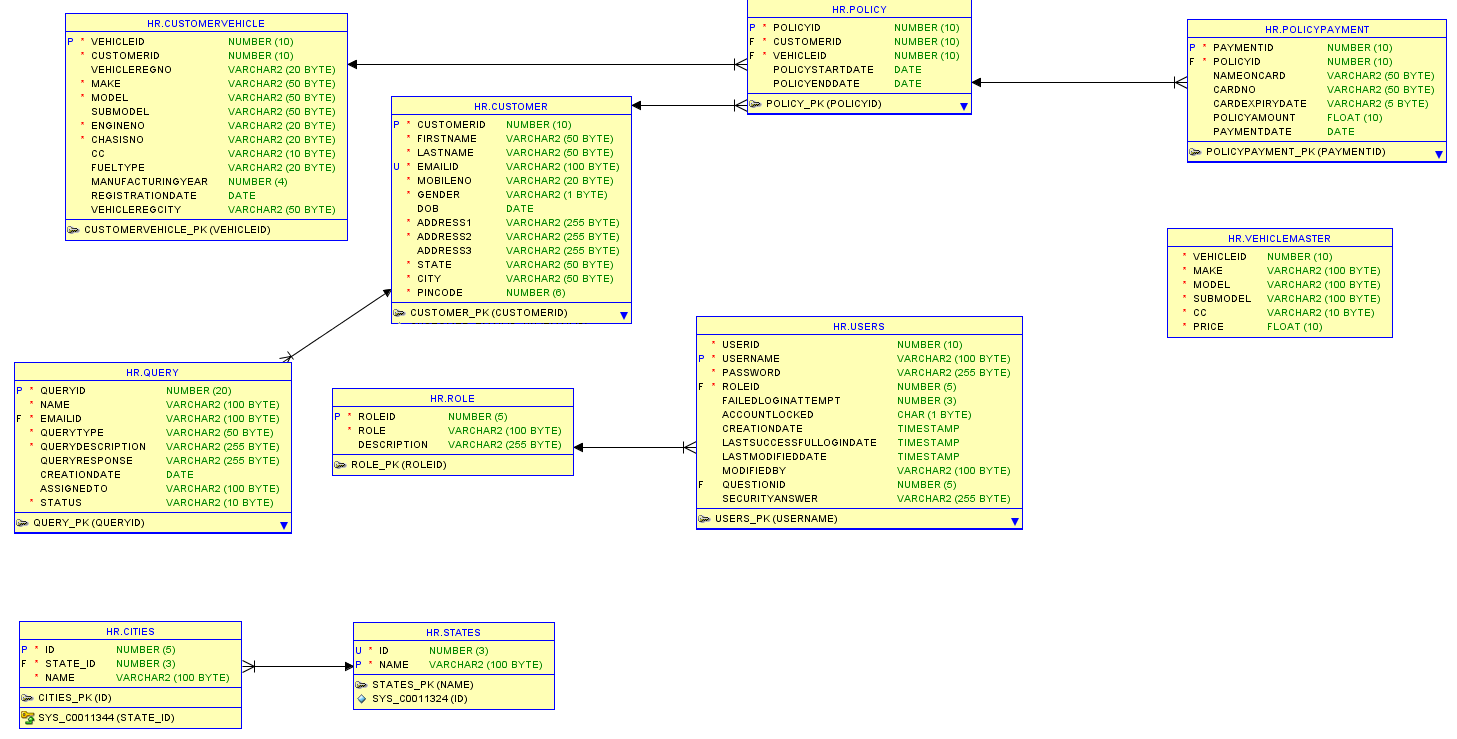 HR.CUSTOMERVEHICLE
P * VEHICLEID NUMBER (10)
* CUSTOMERID NUMBER (10)
VEHICLEREGNO VARCHAR2 (20 BYTE)
* MAKE VARCHAR2 (50 BYTE)
* MODEL VARCHAR2 (50 BYTE)
SUBMODEL VARCHAR2 (50 BYTE)
* ENGINENO VARCHAR2 (20 BYTE)
* CHASISNO VARCHAR2 (20 BYTE)
CC VARCHAR2 (10 BYTE)
FUELTYPE VARCHAR2 (20 BYTE)
MANUFACTURINGYEAR NUMBER (4)
REGISTRATIONDATE DATE
VEHICLEREGCITY VARCHAR2 (50 BYTE)
CUSTOMERVEHICLE_PK (VEHICLEID)
HR.POLICY
P * POLICYID NUMBER (10)
F * CUSTOMERID NUMBER (10)
F * VEHICLEID NUMBER (10)
POLICYSTARTDATE DATE
POLICYENDDATE DATE
POLICY_PK (POLICYID)
HR.POLICYPAYMENT
P * PAYMENTID NUMBER (10)
F * POLICYID NUMBER (10)
NAMEONCARD VARCHAR2 (50 BYTE)
CARDNO VARCHAR2 (50 BYTE)
CARDEXPIRYDATE VARCHAR2 (5 BYTE)
POLICYAMOUNT FLOAT (10)
PAYMENTDATE DATE
POLICYPAYMENT_PK (PAYMENTID)
HR.CUSTOMER
P * CUSTOMERID NUMBER (10)
* FIRSTNAME VARCHAR2 (50 BYTE)
* LASTNAME VARCHAR2 (50 BYTE)
U * EMAILID VARCHAR2 (100 BYTE)
* MOBILENO VARCHAR2 (20 BYTE)
* GENDER VARCHAR2 (1 BYTE)
DOB DATE
* ADDRESS1 VARCHAR2 (255 BYTE)
* ADDRESS2 VARCHAR2 (255 BYTE)
ADDRESS3 VARCHAR2 (255 BYTE)
* STATE VARCHAR2 (50 BYTE)
* CITY VARCHAR2 (50 BYTE)
* PINCODE NUMBER (6)
CUSTOMER_PK (CUSTOMERID)
HR.VEHICLEMASTER
* VEHICLEID NUMBER (10)
* MAKE VARCHAR2 (100 BYTE)
* MODEL VARCHAR2 (100 BYTE)
* SUBMODEL VARCHAR2 (100 BYTE)
* CC VARCHAR2 (10 BYTE)
* PRICE FLOAT (10)
HR.QUERY
P * QUERYID NUMBER (20)
* NAME VARCHAR2 (100 BYTE)
F * EMAILID VARCHAR2 (100 BYTE)
* QUERYTYPE VARCHAR2 (50 BYTE)
* QUERYDESCRIPTION VARCHAR2 (255 BYTE)
QUERYRESPONSE VARCHAR2 (255 BYTE)
CREATIONDATE DATE
ASSIGNEDTO VARCHAR2 (100 BYTE)
* STATUS VARCHAR2 (10 BYTE)
QUERY_PK (QUERYID)
HR.ROLE
P * ROLEID NUMBER (5)
* ROLE VARCHAR2 (100 BYTE)
DESCRIPTION VARCHAR2 (255 BYTE)
ROLE_PK (ROLEID)
HR.USERS
* USERID NUMBER (10)
P * USERNAME VARCHAR2 (100 BYTE)
* PASSWORD VARCHAR2 (255 BYTE)
F * ROLEID NUMBER (5)
FAILEDLOGINATTEMPT NUMBER (3)
ACCOUNTLOCKED CHAR (1 BYTE)
CREATIONDATE TIMESTAMP
LASTSUCCESSFULLOGINDATE TIMESTAMP
LASTMODIFIEDDATE TIMESTAMP
MODIFIEDBY VARCHAR2 (100 BYTE)
F QUESTIONID NUMBER (5)
SECURITYANSWER VARCHAR2 (255 BYTE)
USERS_PK (USERNAME)
HR.CITIES
P * ID NUMBER (5)
F * STATE_ID NUMBER (3)
* NAME VARCHAR2 (100 BYTE)
CITIES_PK (ID)
SYS_C0011344 (STATE_ID)
HR.STATES
U * ID NUMBER (3)
P * NAME VARCHAR2 (100 BYTE)
STATES_PK (NAME)
SYS_C0011324 (ID)